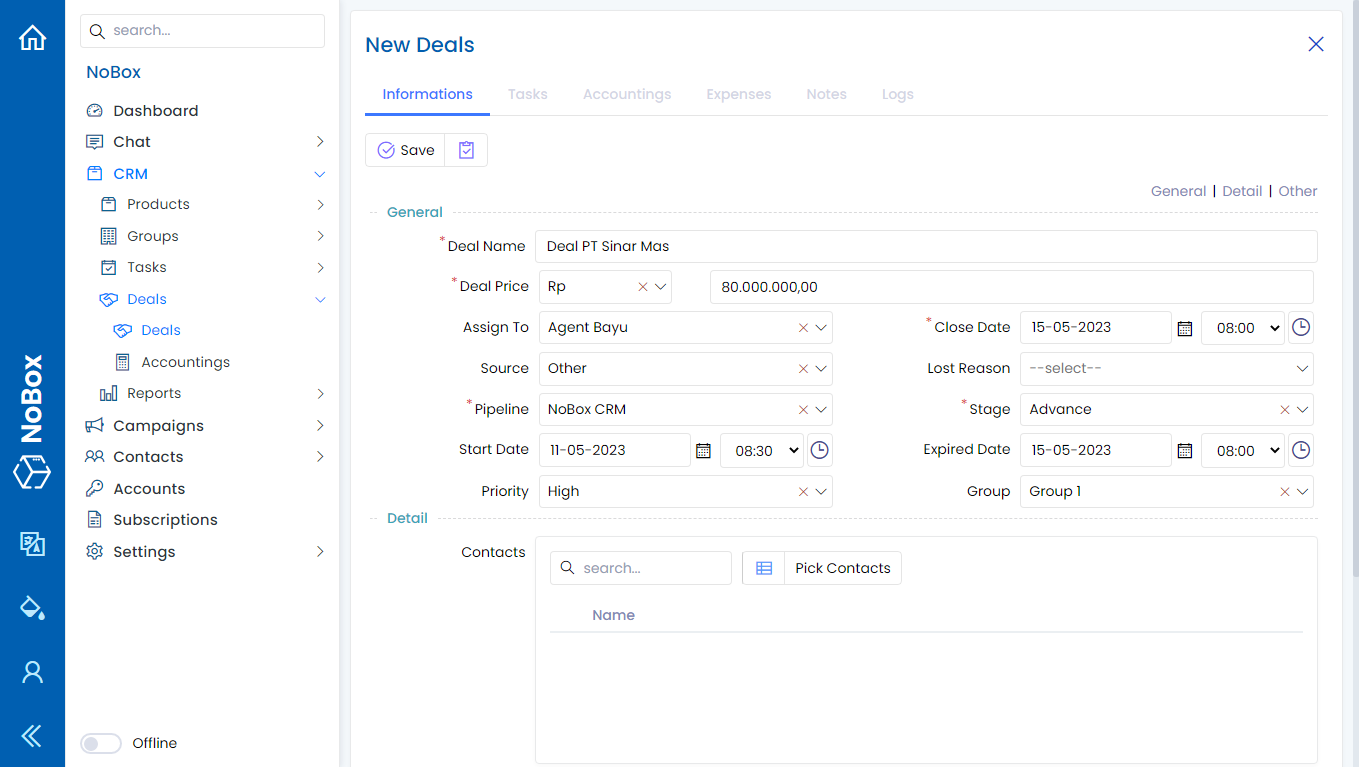 search...
NoBox
Dashboard
Chat
CRM
Products
Groups
Tasks
Deals
Deals
Accountings
Reports
Campaigns
Contacts
Accounts
Subscriptions
Settings
Offline
NoBox
New Deals
Informations Tasks Accountings Expenses Notes Logs
Save
General | Detail | Other
General
* Deal Name Deal PT Sinar Mas
* Deal Price Rp 80.000.000,00
Assign To Agent Bayu * Close Date 15-05-2023 08:00
Source Other Lost Reason --select--
* Pipeline NoBox CRM * Stage Advance
Start Date 11-05-2023 08:30 Expired Date 15-05-2023 08:00
Priority High Group Group 1
Detail
Contacts search... Pick Contacts
Name